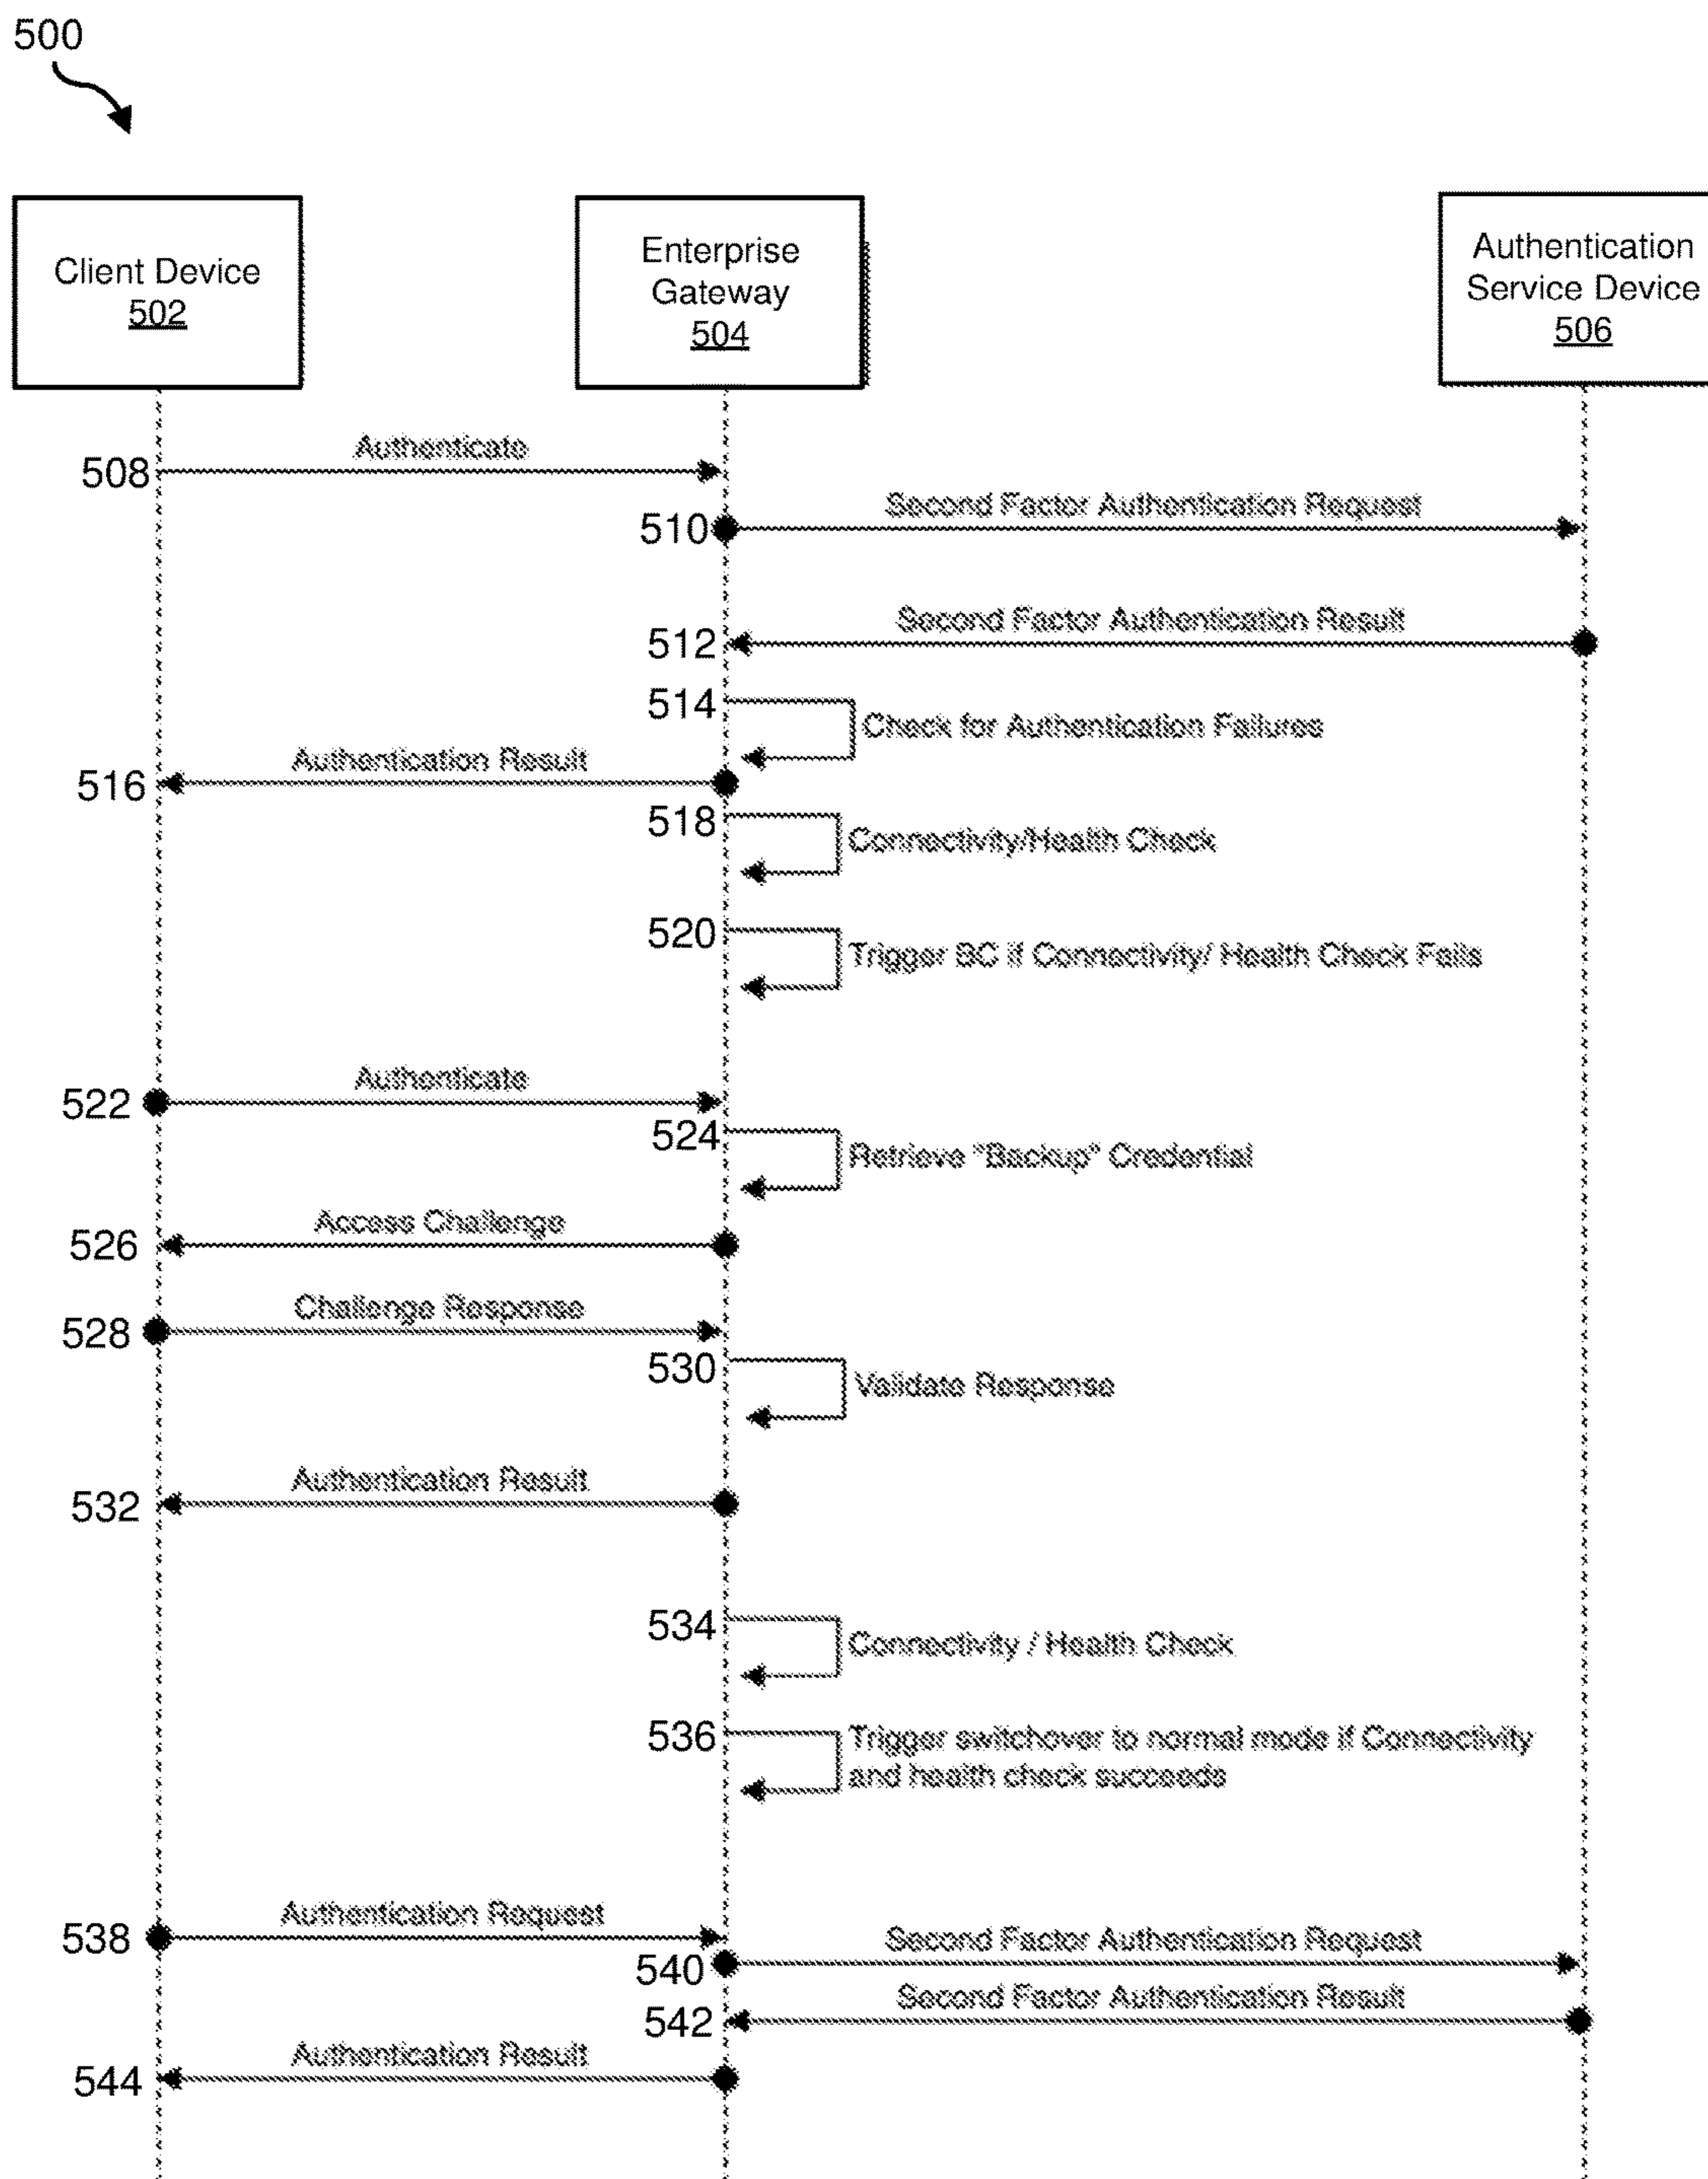 500
Client Device
502
Enterprise
Gateway
504
Authentication
Service Device
506
Authenticate
508
Second Factor Authentication Request
510
Second Factor Authentication Result
512
514
Check for Authentication Failures
Authentication Result
516
518
Connectivity/Health Check
520
Trigger BC if Connectivity/ Health Check Fails
Authenticate
522
524
Retrieve "Backup" Credential
Access Challenge
526
Challenge Response
528
530
Validate Response
Authentication Result
532
534
Connectivity / Health Check
536
Trigger switchover to normal mode if Connectivity
and health check succeeds
Authentication Request
538
Second Factor Authentication Request
540
Second Factor Authentication Result
542
Authentication Result
544